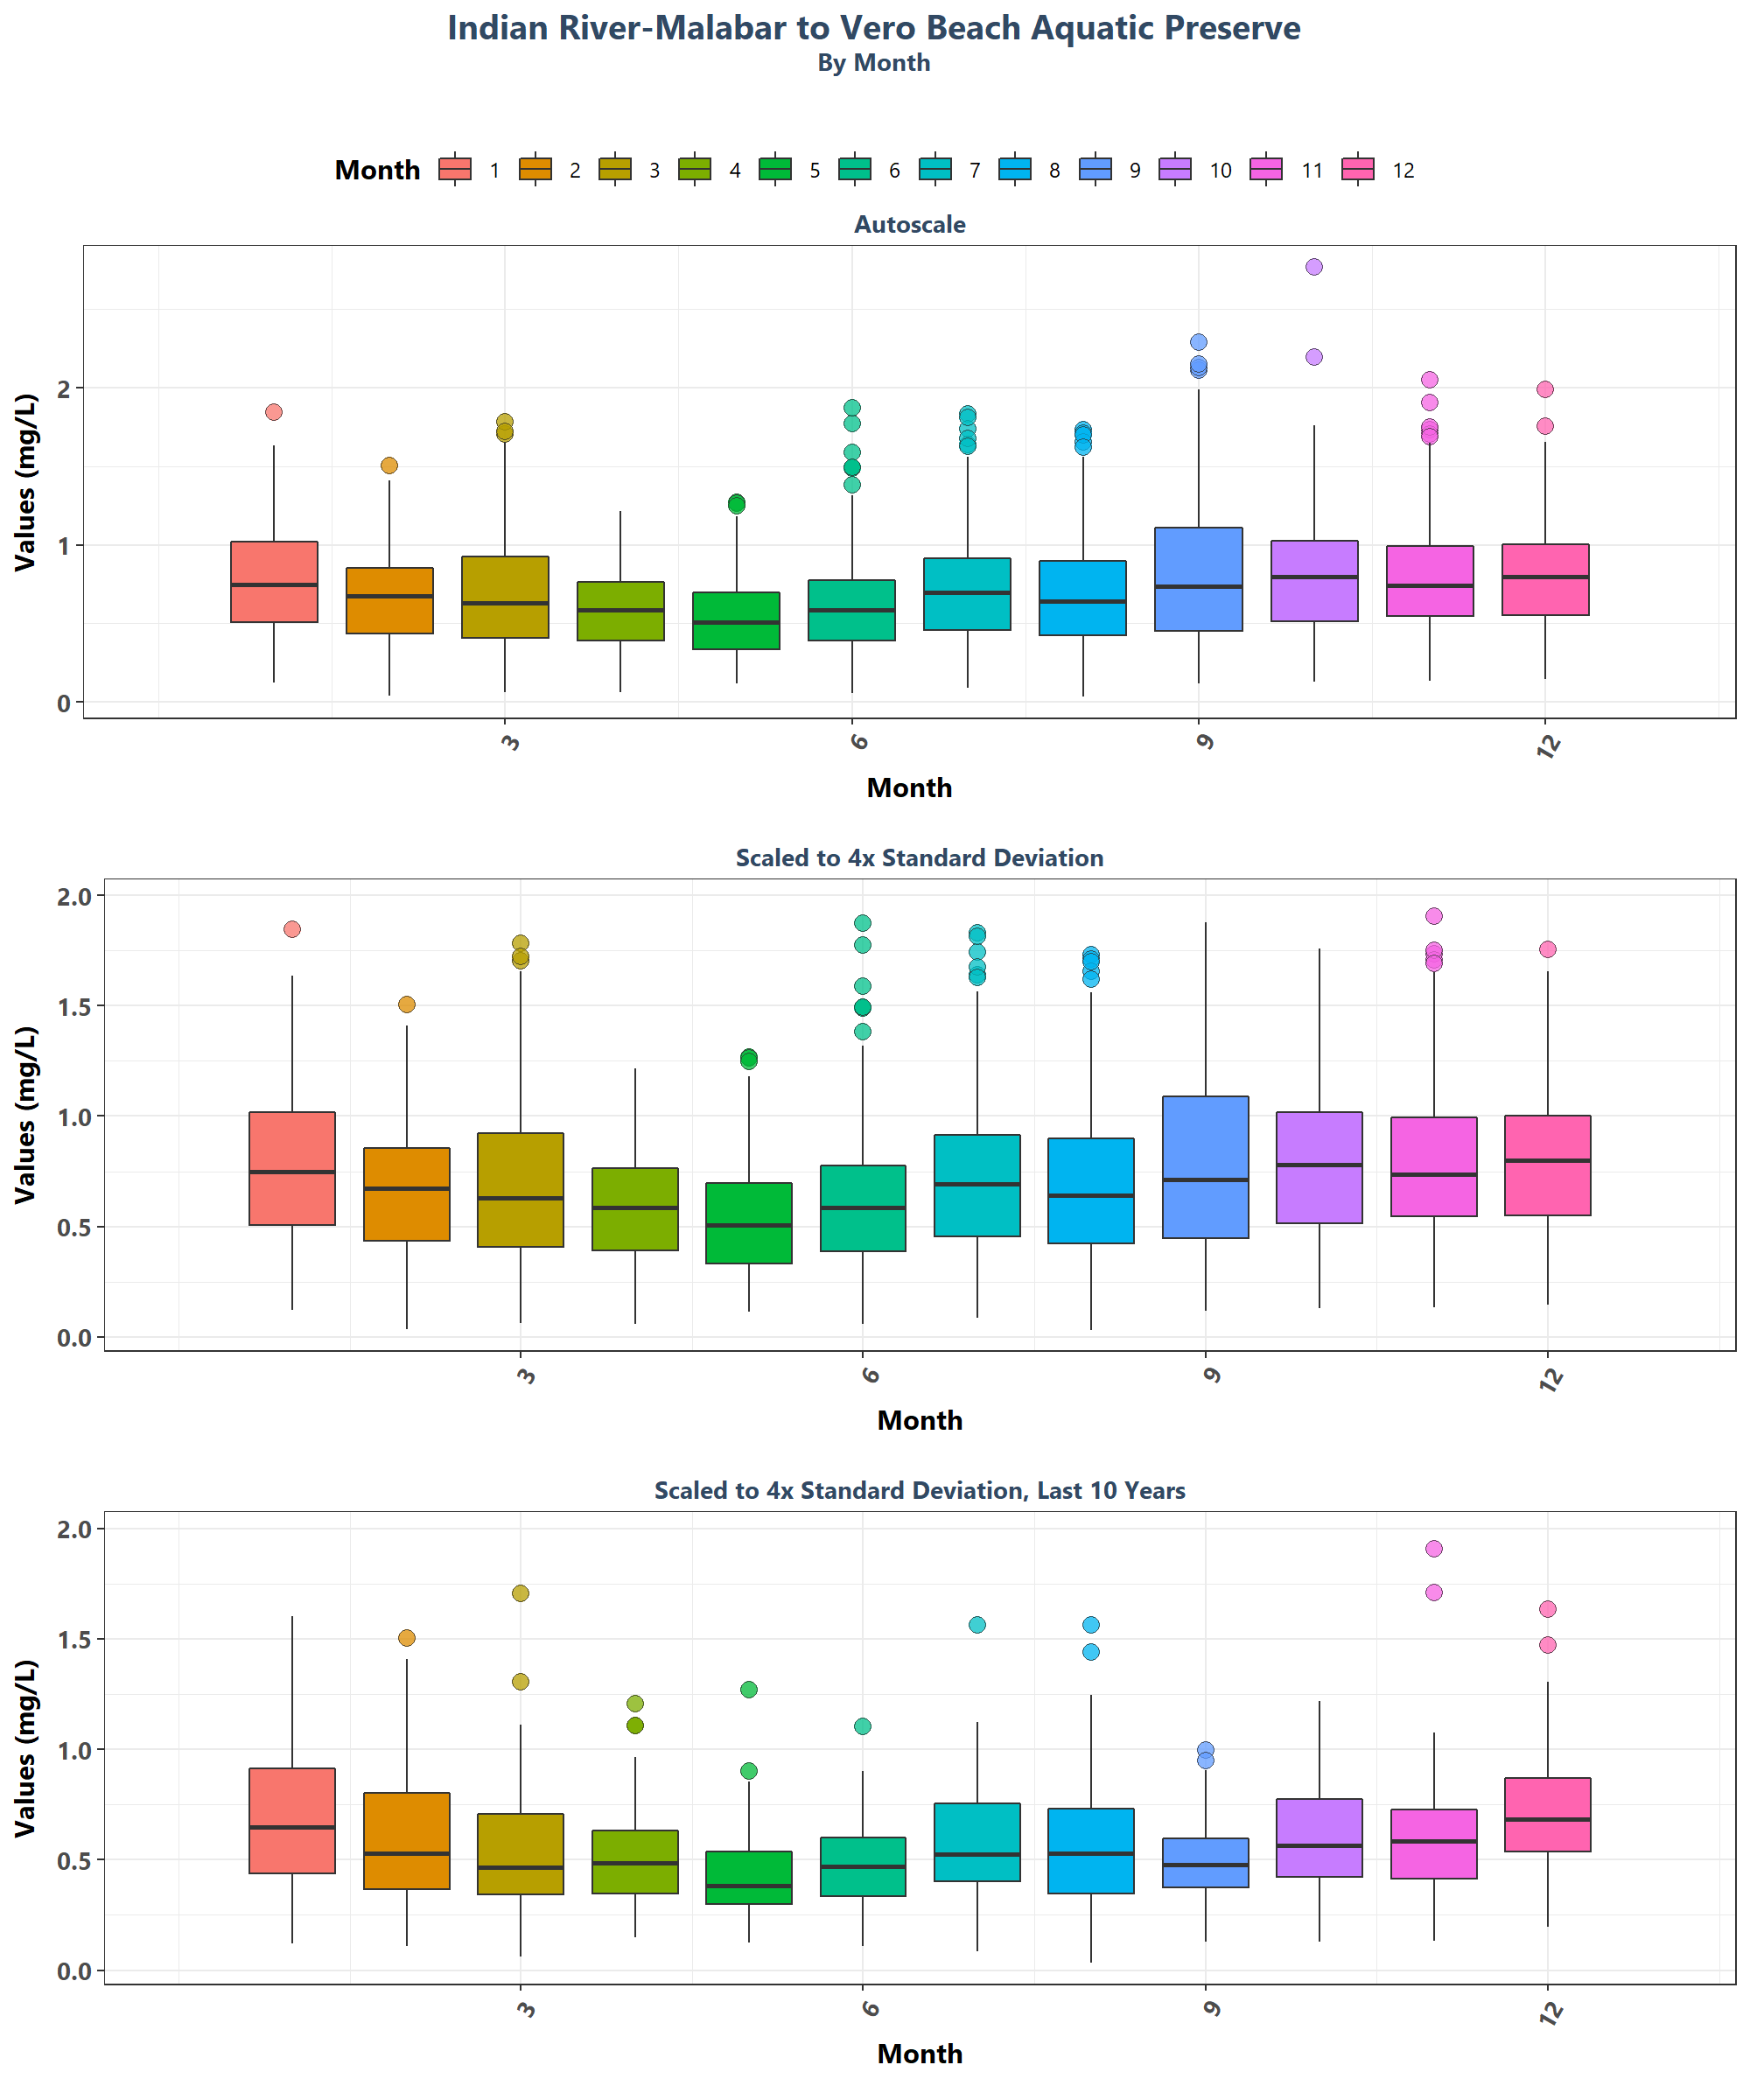 Indian River-Malabar to Vero Beach Aquatic Preserve
By Month
Month 1 2 3 4 5 6 7 8 9 10 11 12
Autoscale
Values (mg/L)
2
1
0
3 6 9 12
Month
Scaled to 4x Standard Deviation
Values (mg/L)
2.0
1.5
1.0
0.5
0.0
3 6 9 12
Month
Scaled to 4x Standard Deviation, Last 10 Years
Values (mg/L)
2.0
1.5
1.0
0.5
0.0
3 6 9 12
Month